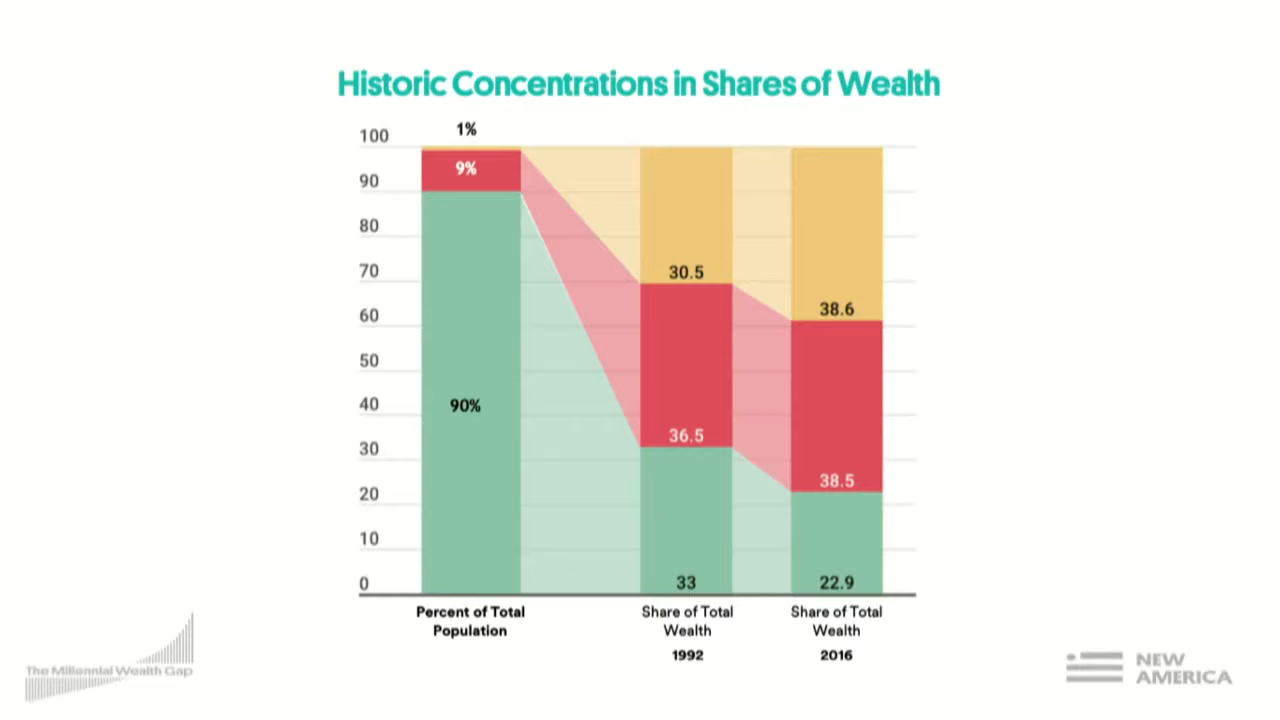 Historic Concentrations in Shares of Wealth
100
90
80
70
60
50
40
30
20
10
0
1%
9%
90%
30.5
36.5
33
38.6
38.5
22.9
Percent of Total
Population
Share of Total
Wealth
1992
Share of Total
Wealth
2016
The Millennial Wealth Gap
NEW
AMERICA